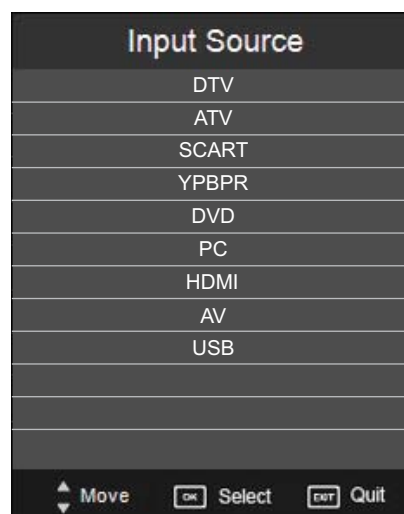 Input Source
DTV
ATV
SCART
YPBPR
DVD
PC
HDMI
AV
USB
Move OK Select EXIT Quit